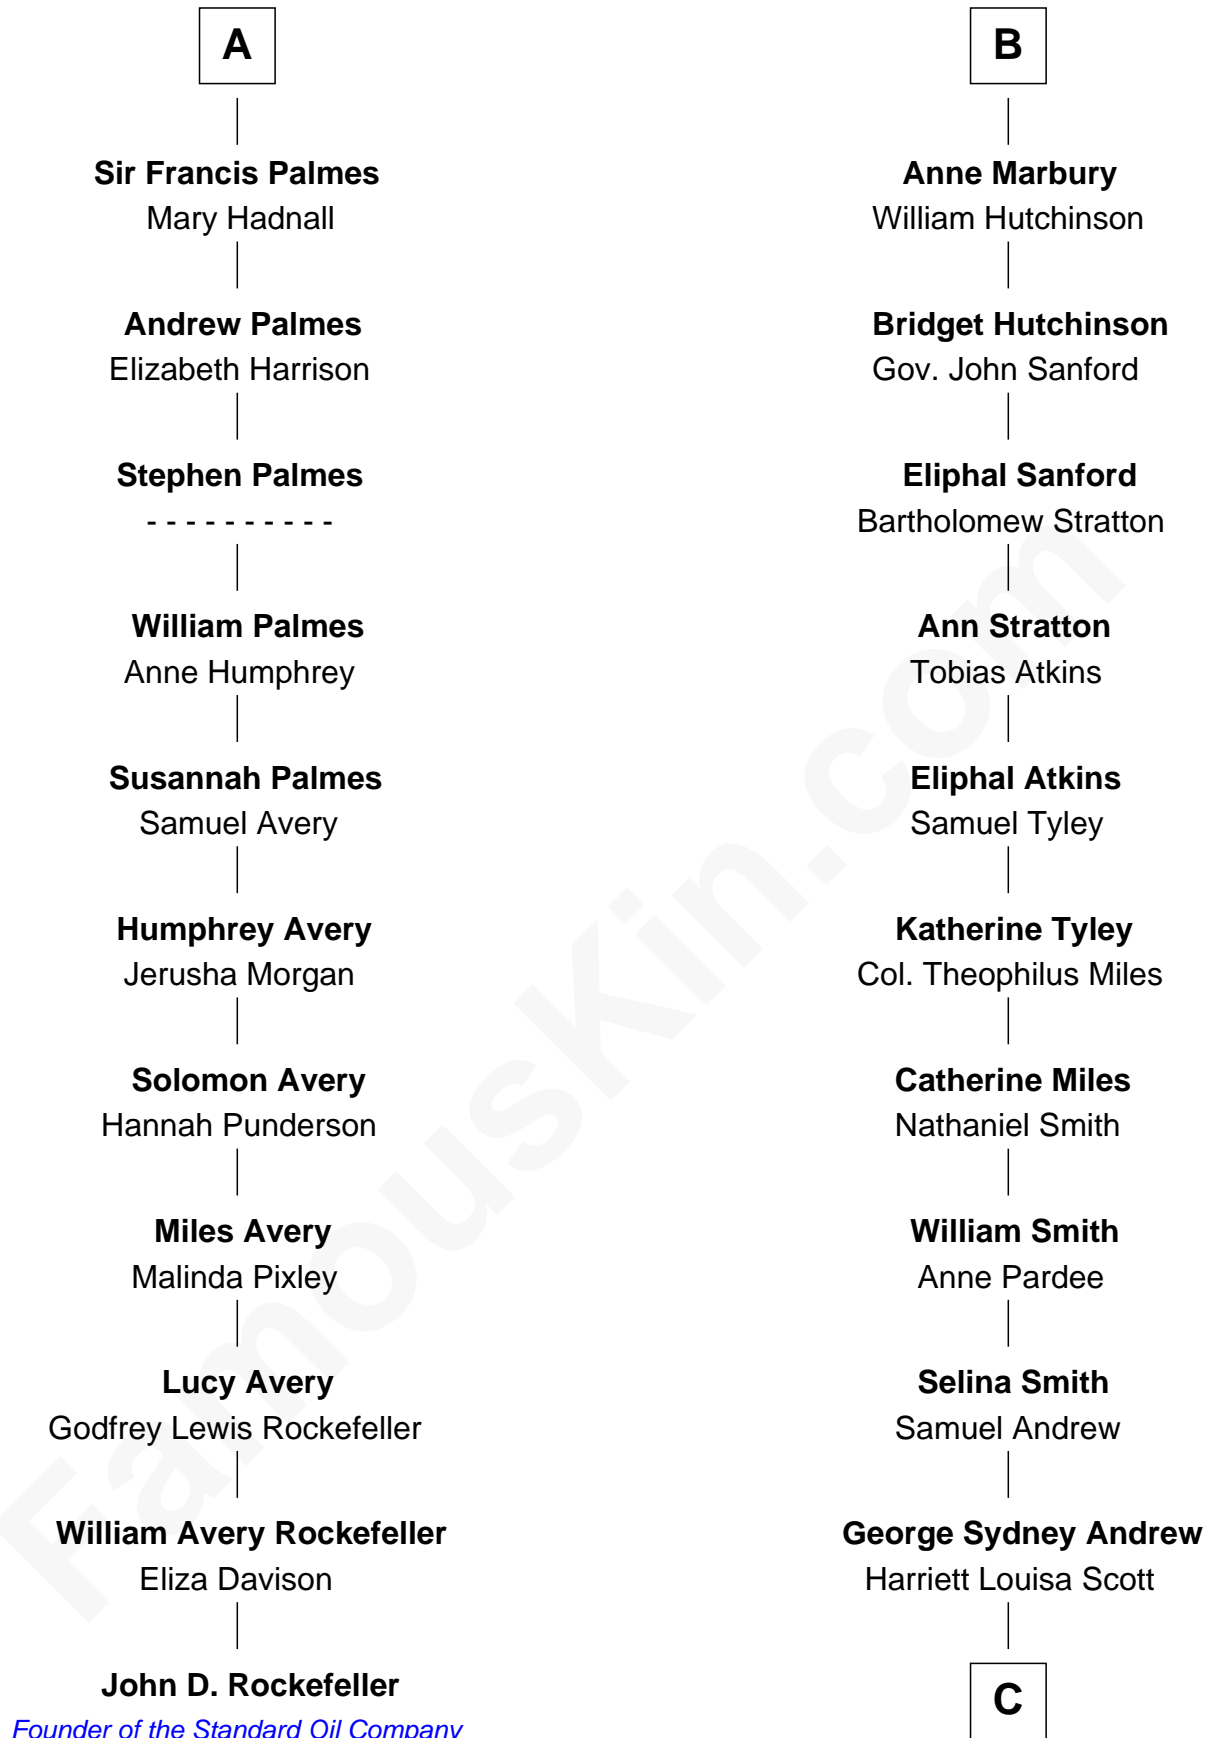 A
Sir Francis Palmes
Mary Hadnall
Andrew Palmes
Elizabeth Harrison
Stephen Palmes
- - - - - - - - - -
William Palmes
Anne Humphrey
Susannah Palmes
Samuel Avery
Humphrey Avery
Jerusha Morgan
Solomon Avery
Hannah Punderson
Miles Avery
Malinda Pixley
Lucy Avery
Godfrey Lewis Rockefeller
William Avery Rockefeller
Eliza Davison
John D. Rockefeller
Founder of the Standard Oil Company
B
Anne Marbury
William Hutchinson
Bridget Hutchinson
Gov. John Sanford
Eliphal Sanford
Bartholomew Stratton
Ann Stratton
Tobias Atkins
Eliphal Atkins
Samuel Tyley
Katherine Tyley
Col. Theophilus Miles
Catherine Miles
Nathaniel Smith
William Smith
Anne Pardee
Selina Smith
Samuel Andrew
George Sydney Andrew
Harriett Louisa Scott
C
FamousKin.com